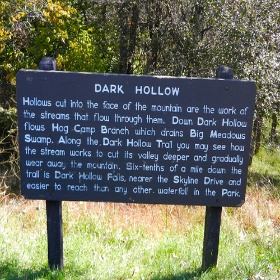 DARK HOLLOW
Hollows cut into the face of the mountain are the work of
the streams that flow through them. Down Dark Hollow
flows Hog Camp Branch which drains Big Meadows
Swamp. Along the Dark Hollow Trail you may see how
the stream works to cut its valley deeper and gradually
wear away the mountain. Six-tenths of a mile down the
trail is Dark Hollow Falls, nearer the Skyline Drive and
easier to reach than any other waterfall in the Park.